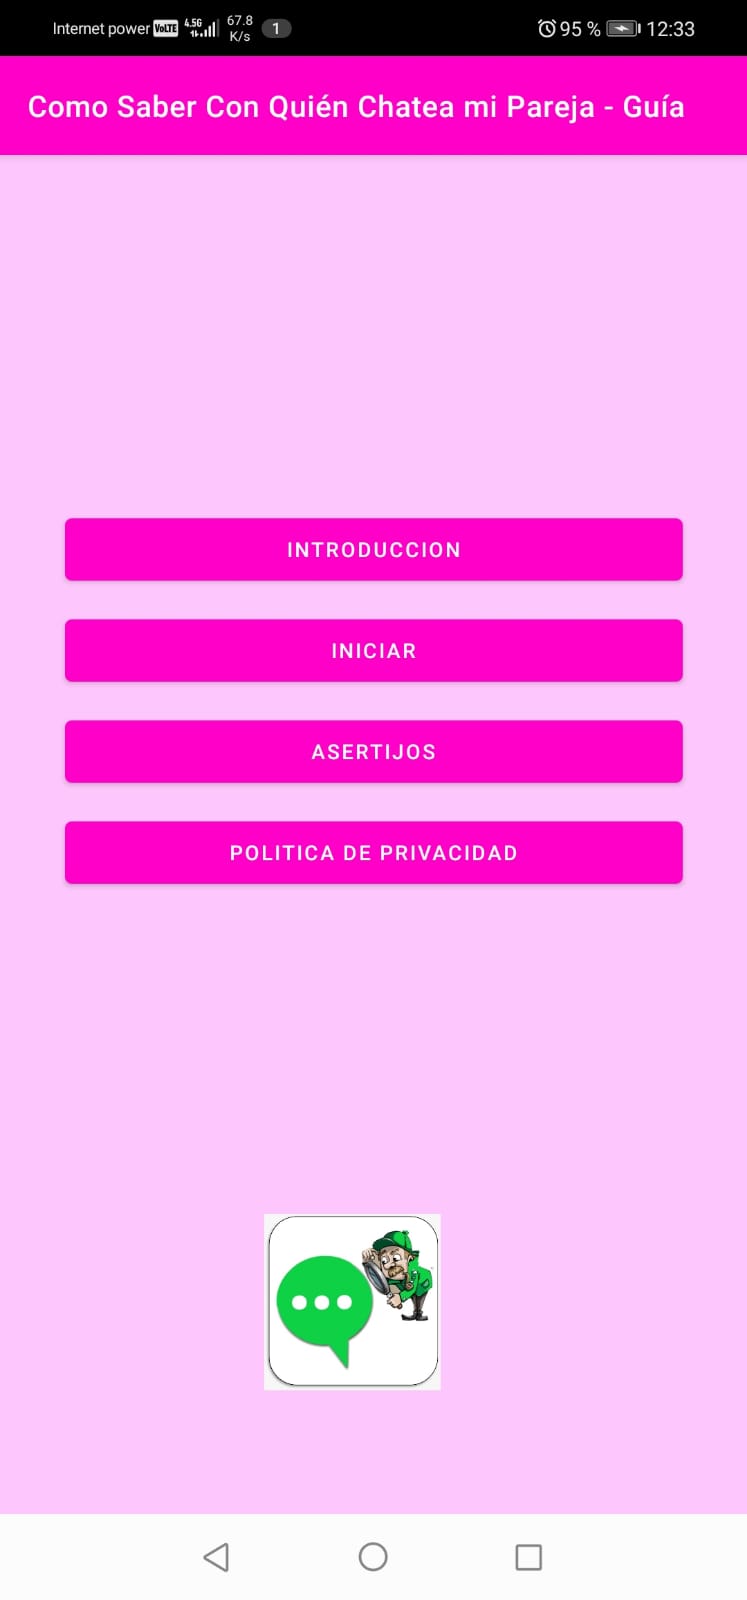 Internet power VoLTE 4.5G 67.8 K/s 1 95 % 12:33
Como Saber Con Quién Chatea mi Pareja - Guía
INTRODUCCION
INICIAR
ASERTIJOS
POLITICA DE PRIVACIDAD